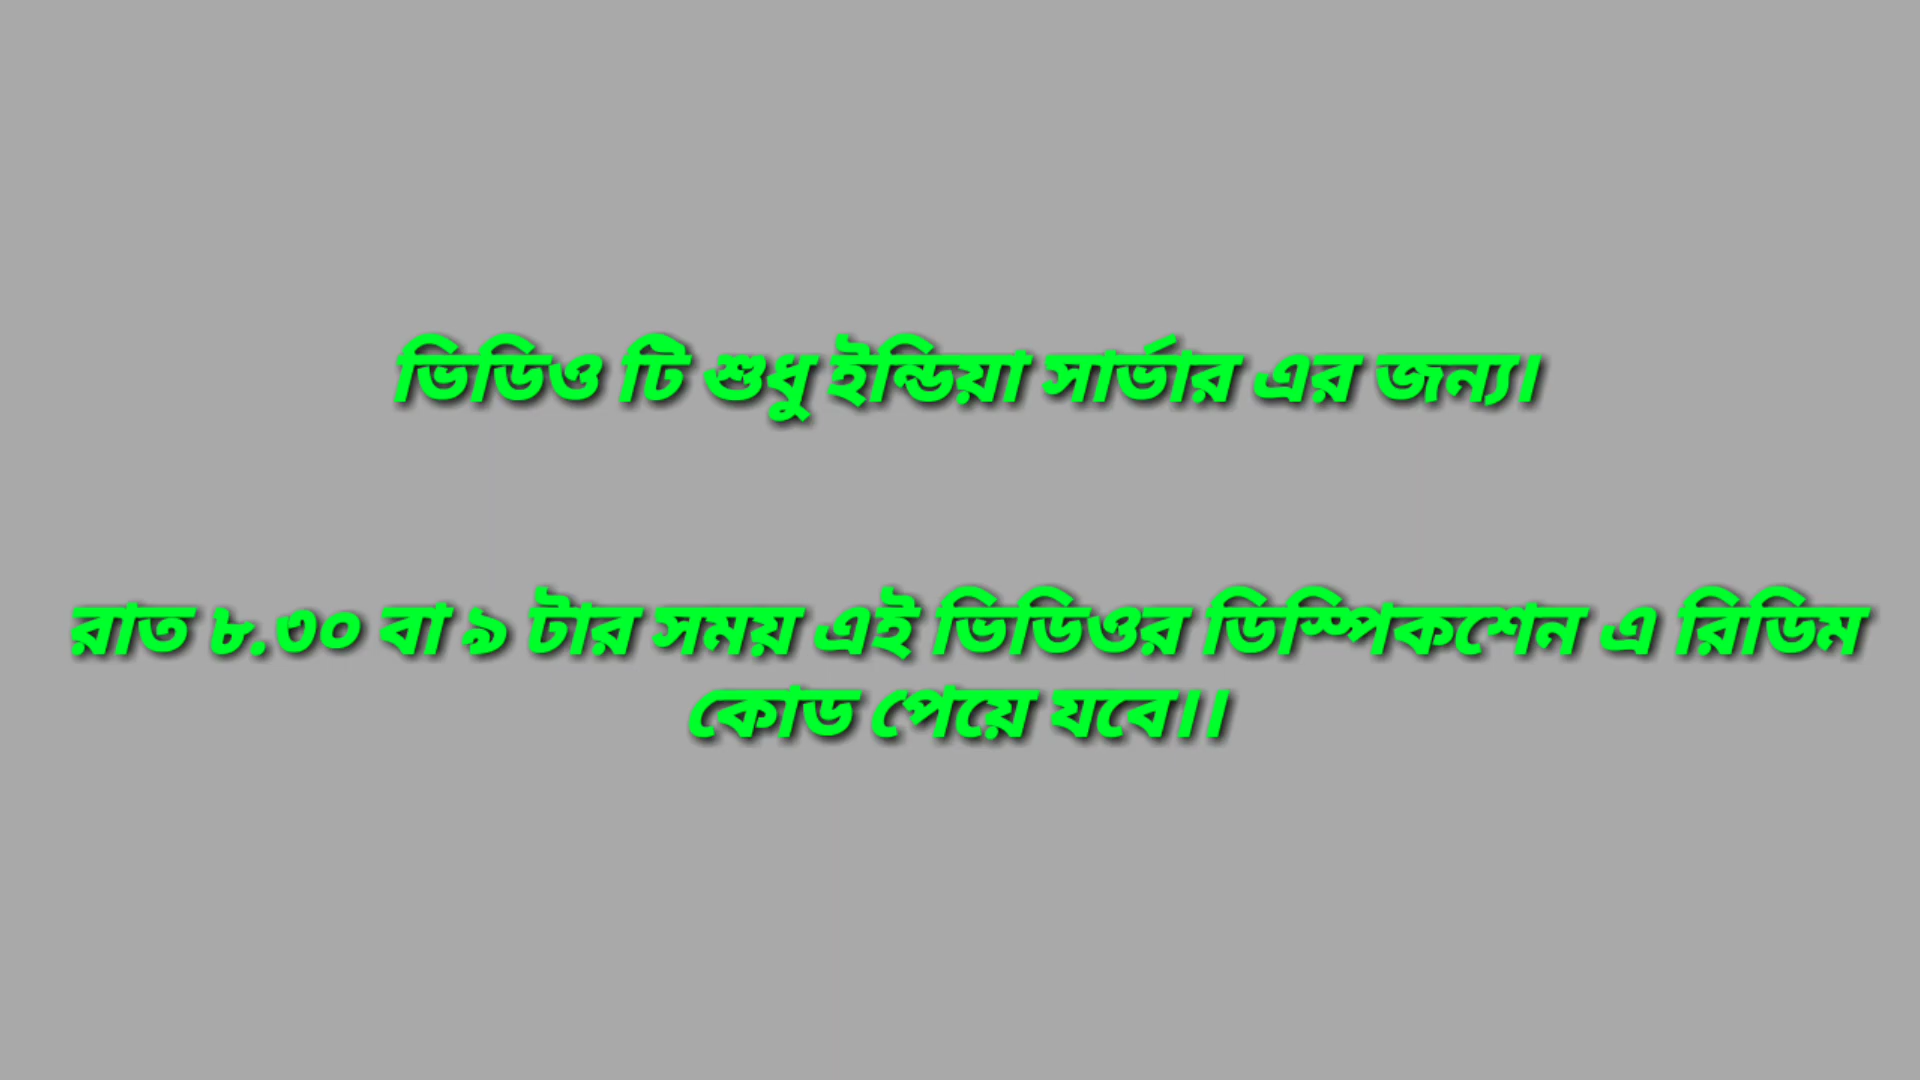 ভিডিও টি শুধু ইন্ডিয়া সার্ভার এর জন্য।
রাত ৮.৩০ বা ৯ টার সময় এই ভিডিওর ডিস্পিকশেন এ রিডিম
কোড পেয়ে যবে।।